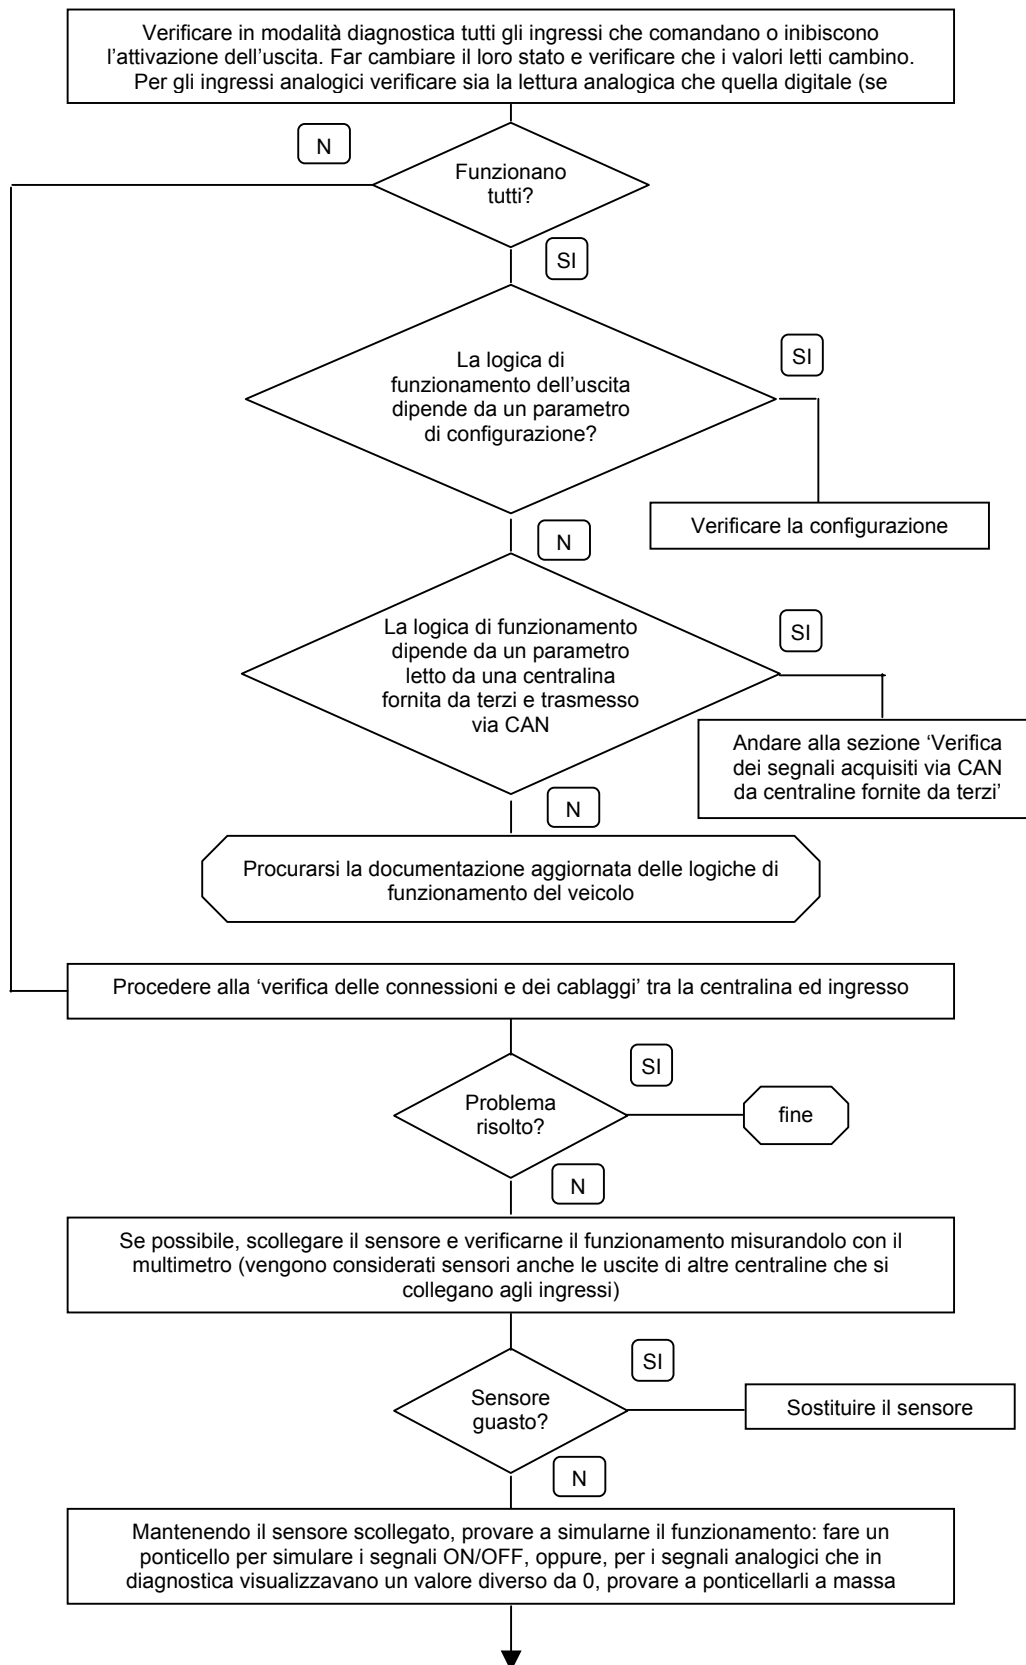 Verificare in modalità diagnostica tutti gli ingressi che comandano o inibiscono
l’attivazione dell’uscita. Far cambiare il loro stato e verificare che i valori letti cambino.
Per gli ingressi analogici verificare sia la lettura analogica che quella digitale (se
N
Funzionano
tutti?
SI
La logica di
funzionamento dell’uscita
dipende da un parametro
di configurazione?
SI
Verificare la configurazione
N
La logica di funzionamento
dipende da un parametro
letto da una centralina
fornita da terzi e trasmesso
via CAN
SI
Andare alla sezione ‘Verifica
dei segnali acquisiti via CAN
da centraline fornite da terzi’
N
Procurarsi la documentazione aggiornata delle logiche di
funzionamento del veicolo
Procedere alla ‘verifica delle connessioni e dei cablaggi’ tra la centralina ed ingresso
SI
Problema
risolto?
fine
N
Se possibile, scollegare il sensore e verificarne il funzionamento misurandolo con il
multimetro (vengono considerati sensori anche le uscite di altre centraline che si
collegano agli ingressi)
SI
Sensore
guasto?
Sostituire il sensore
N
Mantenendo il sensore scollegato, provare a simularne il funzionamento: fare un
ponticello per simulare i segnali ON/OFF, oppure, per i segnali analogici che in
diagnostica visualizzavano un valore diverso da 0, provare a ponticellarli a massa